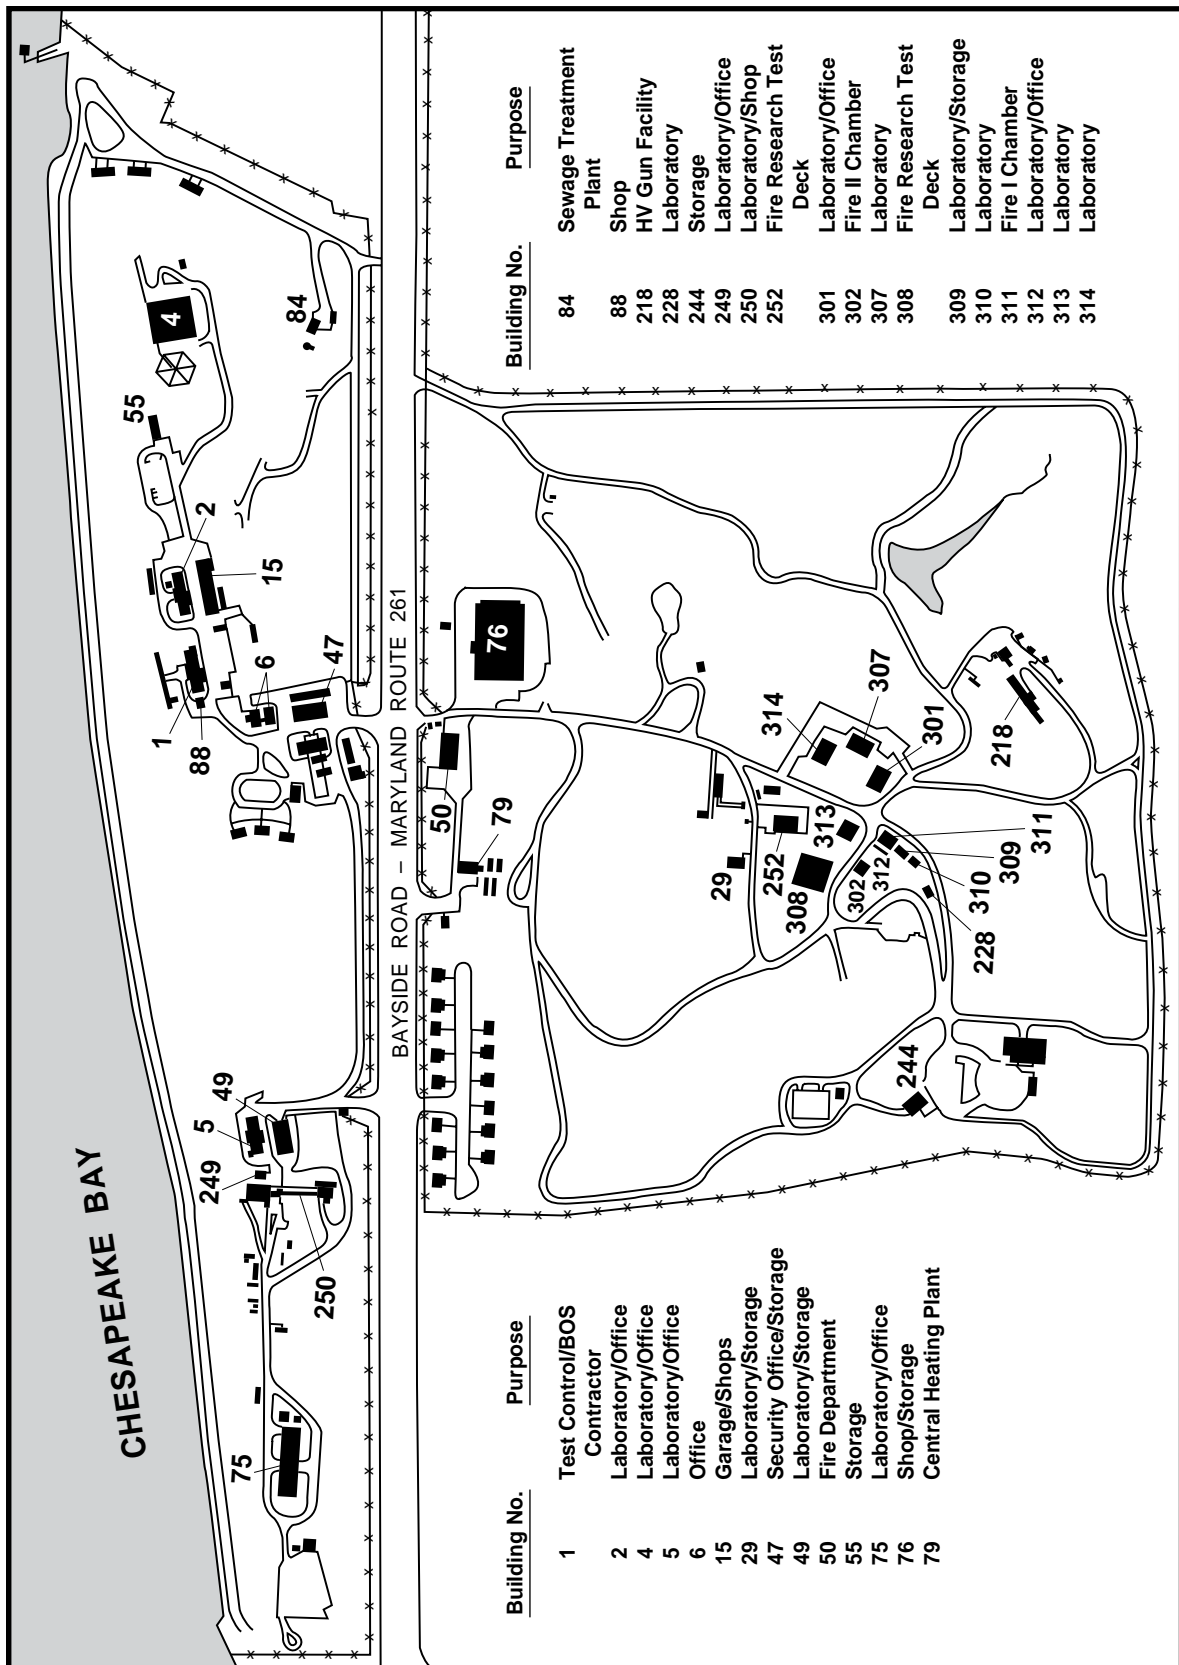 CHESAPEAKE BAY
BAYSIDE ROAD – MARYLAND ROUTE 261
75
250
249
5
49
88
1
6
47
15
2
55
4
84
79
50
76
29
252
308
302
312
313
314
307
301
218
311
309
310
228
244
Building No. Purpose
1 Test Control/BOS
Contractor
2 Laboratory/Office
4 Laboratory/Office
5 Laboratory/Office
6 Office
15 Garage/Shops
29 Laboratory/Storage
47 Security Office/Storage
49 Laboratory/Storage
50 Fire Department
55 Storage
75 Laboratory/Office
76 Shop/Storage
79 Central Heating Plant
Building No. Purpose
84 Sewage Treatment
Plant
88 Shop
218 HV Gun Facility
228 Laboratory
244 Storage
249 Laboratory/Office
250 Laboratory/Shop
252 Fire Research Test
Deck
301 Laboratory/Office
302 Fire II Chamber
307 Laboratory
308 Fire Research Test
Deck
309 Laboratory/Storage
310 Laboratory
311 Fire I Chamber
312 Laboratory/Office
313 Laboratory
314 Laboratory